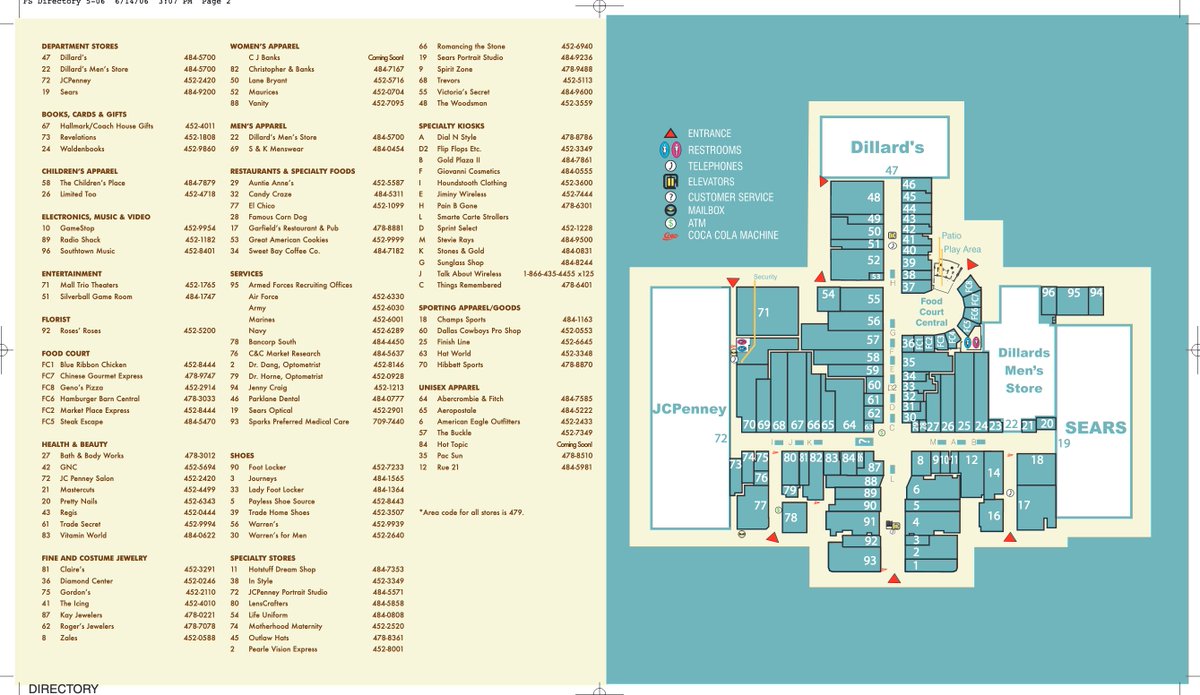 FS Directory 5-06 6/14/06 3:07 PM Page 2
DEPARTMENT STORES
47 Dillard's 484-5700
22 Dillard's Men's Store 484-5700
72 JCPenney 452-2420
19 Sears 484-9200
BOOKS, CARDS & GIFTS
67 Hallmark/Coach House Gifts 452-4011
73 Revelations 452-1808
24 Waldenbooks 452-9860
CHILDREN'S APPAREL
58 The Children's Place 484-7879
26 Limited Too 452-4718
ELECTRONICS, MUSIC & VIDEO
10 GameStop 452-9954
89 Radio Shack 452-1182
96 Southtown Music 452-8401
ENTERTAINMENT
71 Mall Trio Theaters 452-1765
51 Silverball Game Room 484-1747
FLORIST
92 Roses' Roses 452-5200
FOOD COURT
FC1 Blue Ribbon Chicken 452-8444
FC7 Chinese Gourmet Express 478-9747
FC8 Geno's Pizza 452-2914
FC6 Hamburger Barn Central 478-3033
FC2 Market Place Express 452-8444
FC5 Steak Escape 484-5470
HEALTH & BEAUTY
27 Bath & Body Works 478-3012
42 GNC 452-5694
72 JC Penney Salon 452-2420
21 Mastercuts 452-4499
20 Pretty Nails 452-6343
43 Regis 452-0444
61 Trade Secret 452-9994
83 Vitamin World 484-0622
FINE AND COSTUME JEWELRY
81 Claire's 452-3291
36 Diamond Center 452-0246
75 Gordon's 452-2110
41 The Icing 452-4010
87 Kay Jewelers 478-0221
62 Roger's Jewelers 478-7078
8 Zales 452-0588
WOMEN'S APPAREL
C J Banks Coming Soon!
82 Christopher & Banks 484-7167
50 Lane Bryant 452-5716
52 Maurices 452-0704
88 Vanity 452-7095
MEN'S APPAREL
22 Dillard's Men's Store 484-5700
69 S & K Menswear 484-0454
RESTAURANTS & SPECIALTY FOODS
29 Auntie Anne's 452-5587
32 Candy Craze 484-5311
77 El Chico 452-1099
28 Famous Corn Dog
17 Garfield's Restaurant & Pub 478-8881
53 Great American Cookies 452-9999
34 Sweet Bay Coffee Co. 484-7182
SERVICES
95 Armed Forces Recruiting Offices
Air Force 452-6330
Army 452-6030
Marines 452-6001
Navy 452-6289
78 Bancorp South 484-4450
76 C&C Market Research 484-5637
2 Dr. Dang, Optometrist 452-8146
79 Dr. Horne, Optometrist 452-0928
94 Jenny Craig 452-1213
46 Parklane Dental 484-0777
19 Sears Optical 452-2901
93 Sparks Preferred Medical Care 709-7440
SHOES
90 Foot Locker 452-7233
3 Journeys 484-1565
33 Lady Foot Locker 484-1364
5 Payless Shoe Source 452-8443
39 Trade Home Shoes 452-3507
56 Warren's 452-9939
30 Warren's for Men 452-2640
SPECIALTY STORES
11 Hotstuff Dream Shop 484-7353
38 In Style 452-3349
72 JCPenney Portrait Studio 484-5571
80 LensCrafters 484-5858
54 Life Uniform 484-0808
74 Motherhood Maternity 452-2520
45 Outlaw Hats 478-8361
2 Pearle Vision Express 452-8001
66 Romancing the Stone 452-6940
19 Sears Portrait Studio 484-9236
9 Spirit Zone 478-9488
68 Trevors 452-5113
55 Victoria's Secret 484-9600
48 The Woodsman 452-3559
SPECIALTY KIOSKS
A Dial N Style 478-8786
D2 Flip Flops Etc. 452-3349
B Gold Plaza II 484-7861
F Giovanni Cosmetics 484-0555
I Houndstooth Clothing 452-3600
E Jiminy Wireless 452-7444
H Pain B Gone 478-6301
L Smarte Carte Strollers
D Sprint Select 452-1228
M Stevie Rays 484-9500
K Stones & Gold 484-0831
G Sunglass Shop 484-8244
J Talk About Wireless 1-866-435-4455 x125
C Things Remembered 478-6401
SPORTING APPAREL/GOODS
18 Champs Sports 484-1163
60 Dallas Cowboys Pro Shop 452-0553
25 Finish Line 452-6645
63 Hat World 452-3348
70 Hibbett Sports 478-8870
UNISEX APPAREL
64 Abercrombie & Fitch 484-7585
65 Aeropostale 484-5222
6 American Eagle Outfitters 452-2433
57 The Buckle 452-7349
84 Hot Topic Coming Soon!
35 Pac Sun 478-8510
12 Rue 21 484-5981
*Area code for all stores is 479.
DIRECTORY
ENTRANCE
RESTROOMS
TELEPHONES
ELEVATORS
CUSTOMER SERVICE
MAILBOX
ATM
COCA COLA MACHINE
Dillard's
47
46
45
48 44
49 43
50 42
51 41
40
52 39
53 38
H 37
Patio
Play Area
Security
54 55
71 56
57
58
59
60
61
62
63
Food
Court
Central
FC8
FC7
FC6
FC5
FC2
FC1
36
35
34
33
32
31
30
G
F
E
D2
D
C
96 95 94
Dillards
Men's
Store
JCPenney
72
SEARS
19
70 69 68 67 66 65 64
27 26 25 24 23 22 21 20
I J K ? M A B
73 74 75 80 81 82 83 84 87
76 79
77 78
88
89
90
91
92
93
L
8 9 10 11 12 14 18
6
5
4
3
2
1
16 17